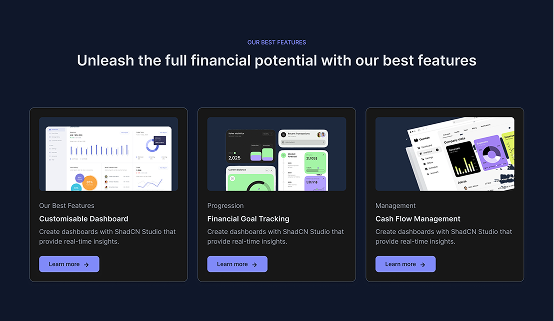 OUR BEST FEATURES
Unleash the full financial potential with our best features
Our Best Features
Customisable Dashboard
Create dashboards with ShadCN Studio that
provide real-time insights.
Learn more →
Progression
Financial Goal Tracking
Create dashboards with ShadCN Studio that
provide real-time insights.
Learn more →
Management
Cash Flow Management
Create dashboards with ShadCN Studio that
provide real-time insights.
Learn more →